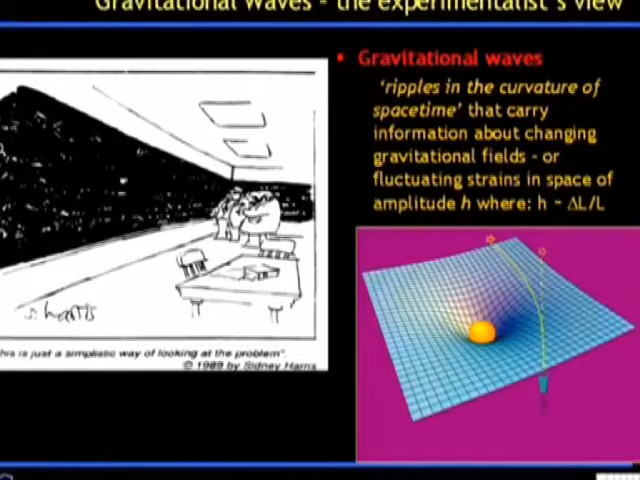 Gravitational Waves - the experimentalist's view
• Gravitational waves
'ripples in the curvature of
spacetime' that carry
information about changing
gravitational fields - or
fluctuating strains in space of
amplitude h where: h ~ ΔL/L
s. harris
his is just a simplistic way of looking at the problem".
© 1989 by Sidney Harris